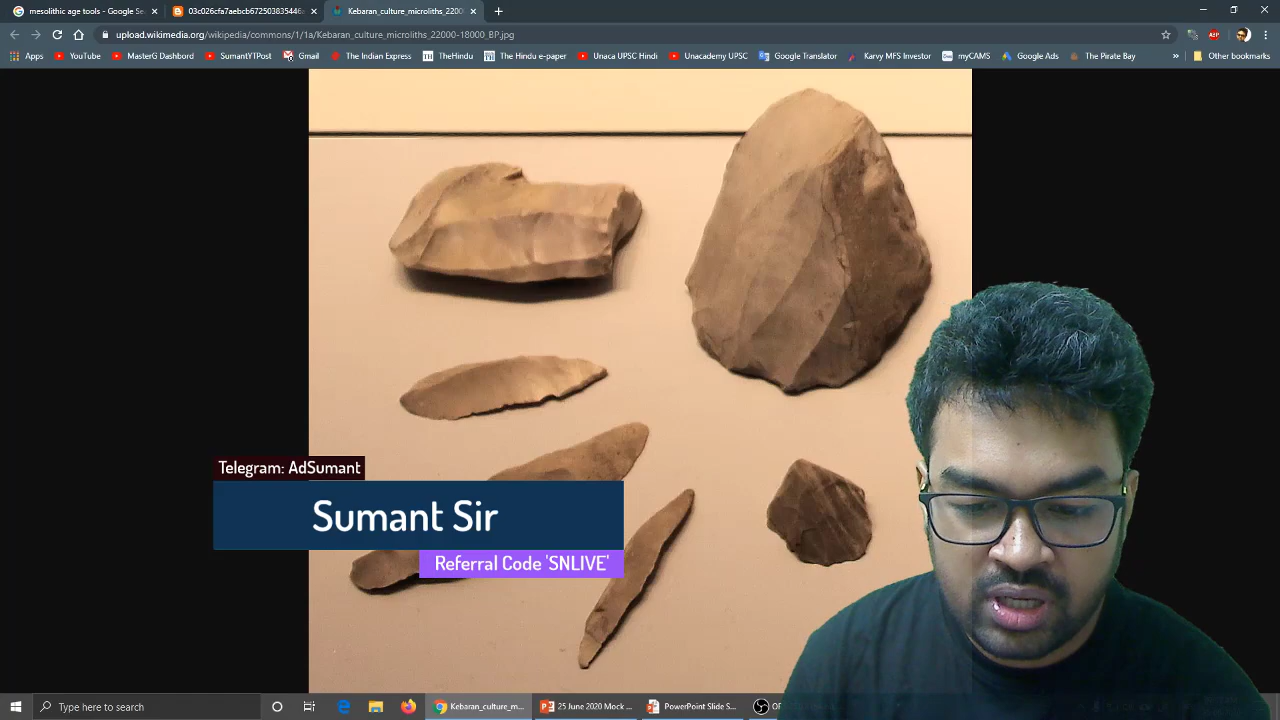 mesolithic age tools - Google Se
03c026cfa7aebcb672503835446a
Kebaran_culture_microliths_2200
upload.wikimedia.org/wikipedia/commons/1/1a/Kebaran_culture_microliths_22000-18000_BP.jpg
Apps YouTube MasterG Dashbord SumantYTPost Gmail The Indian Express TheHindu The Hindu e-paper Unaca UPSC Hindi Unacademy UPSC Google Translator Karvy MFS Investor myCAMS Google Ads The Pirate Bay » Other bookmarks
Telegram: AdSumant
Sumant Sir
Referral Code 'SNLIVE'
Type here to search
Kebaran_culture_m...
25 June 2020 Mock ...
PowerPoint Slide S...